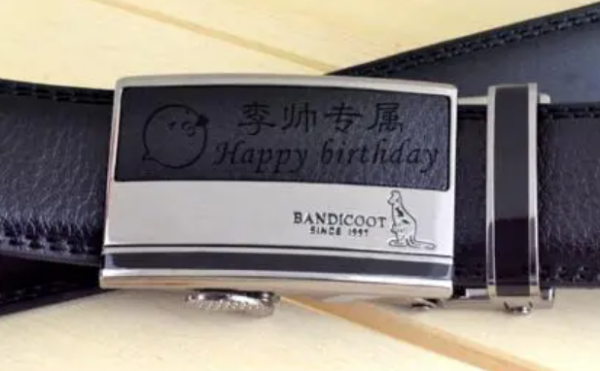 李帅专属
Happy birthday
BANDICOOT
SINCE 1997